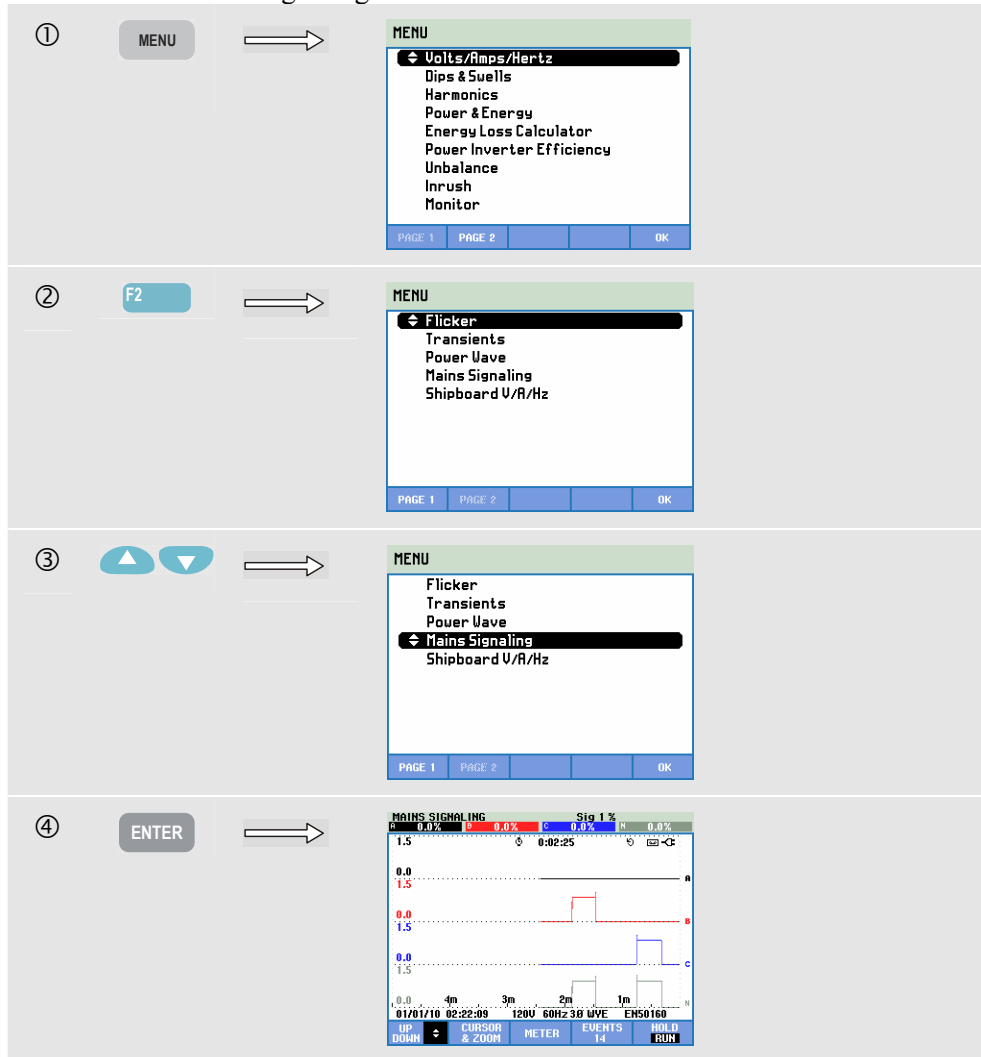 ① MENU
MENU
Volts/Amps/Hertz
Dips & Swells
Harmonics
Power & Energy
Energy Loss Calculator
Power Inverter Efficiency
Unbalance
Inrush
Monitor
PAGE 1 PAGE 2 OK
② F2
MENU
Flicker
Transients
Power Wave
Mains Signaling
Shipboard V/A/Hz
PAGE 1 PAGE 2 OK
③
MENU
Flicker
Transients
Power Wave
Mains Signaling
Shipboard V/A/Hz
PAGE 1 PAGE 2 OK
④ ENTER
MAINS SIGNALING Sig 1 %
A 0.0% B 0.0% C 0.0% N 0.0%
1.5 0:02:25
0.0 A
1.5
0.0 B
1.5
0.0 C
1.5
0.0 4m 3m 2m 1m N
01/01/10 02:22:09 120V 60Hz 3Ø WYE EN50160
UP DOWN CURSOR & ZOOM METER EVENTS 14 HOLD RUN